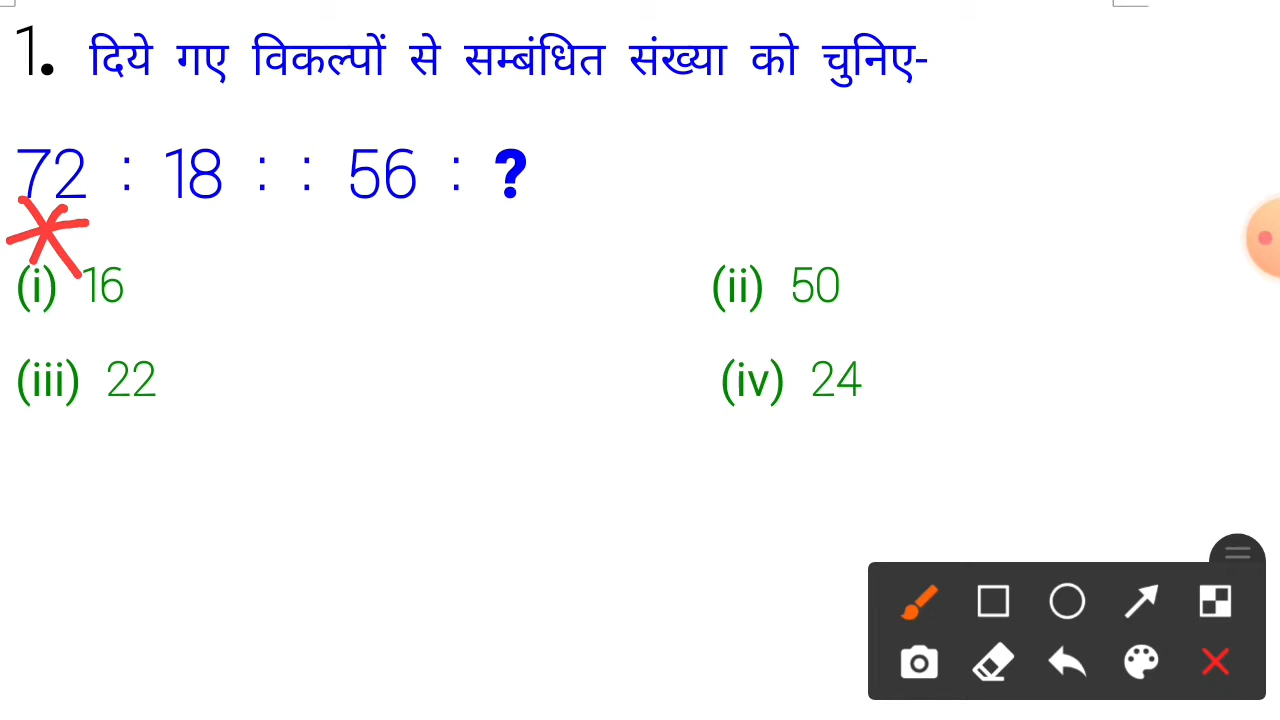 1. दिये गए विकल्पों से सम्बंधित संख्या को चुनिए-
72 : 18 : : 56 : ?
(i) 16 (ii) 50
(iii) 22 (iv) 24